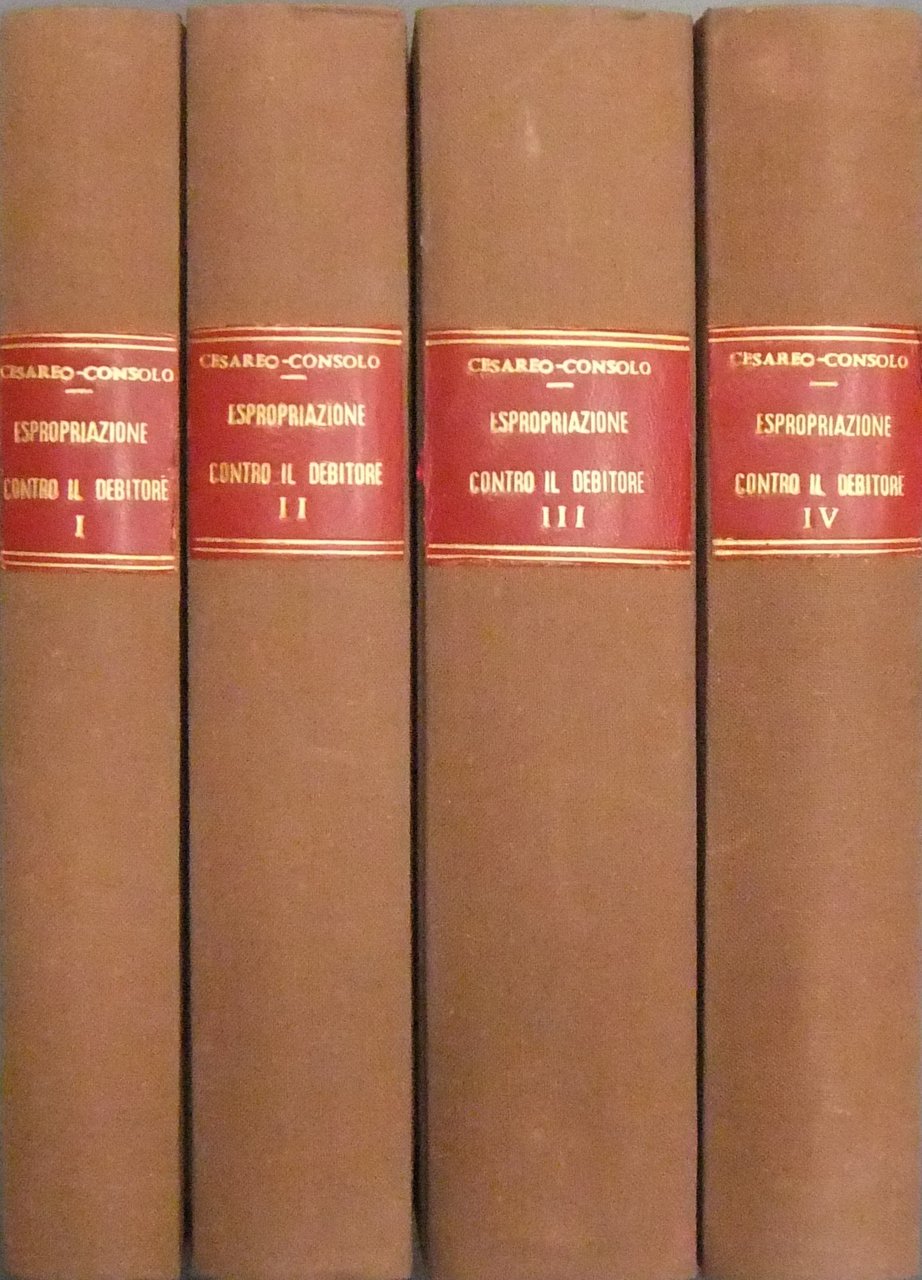 CESAREO-CONSOLO
ESPROPRIAZIONE
CONTRO IL DEBITORE
I
CESAREO-CONSOLO
ESPROPRIAZIONE
CONTRO IL DEBITORE
II
CESAREO-CONSOLO
ESPROPRIAZIONE
CONTRO IL DEBITORE
III
CESAREO-CONSOLO
ESPROPRIAZIONE
CONTRO IL DEBITORE
IV